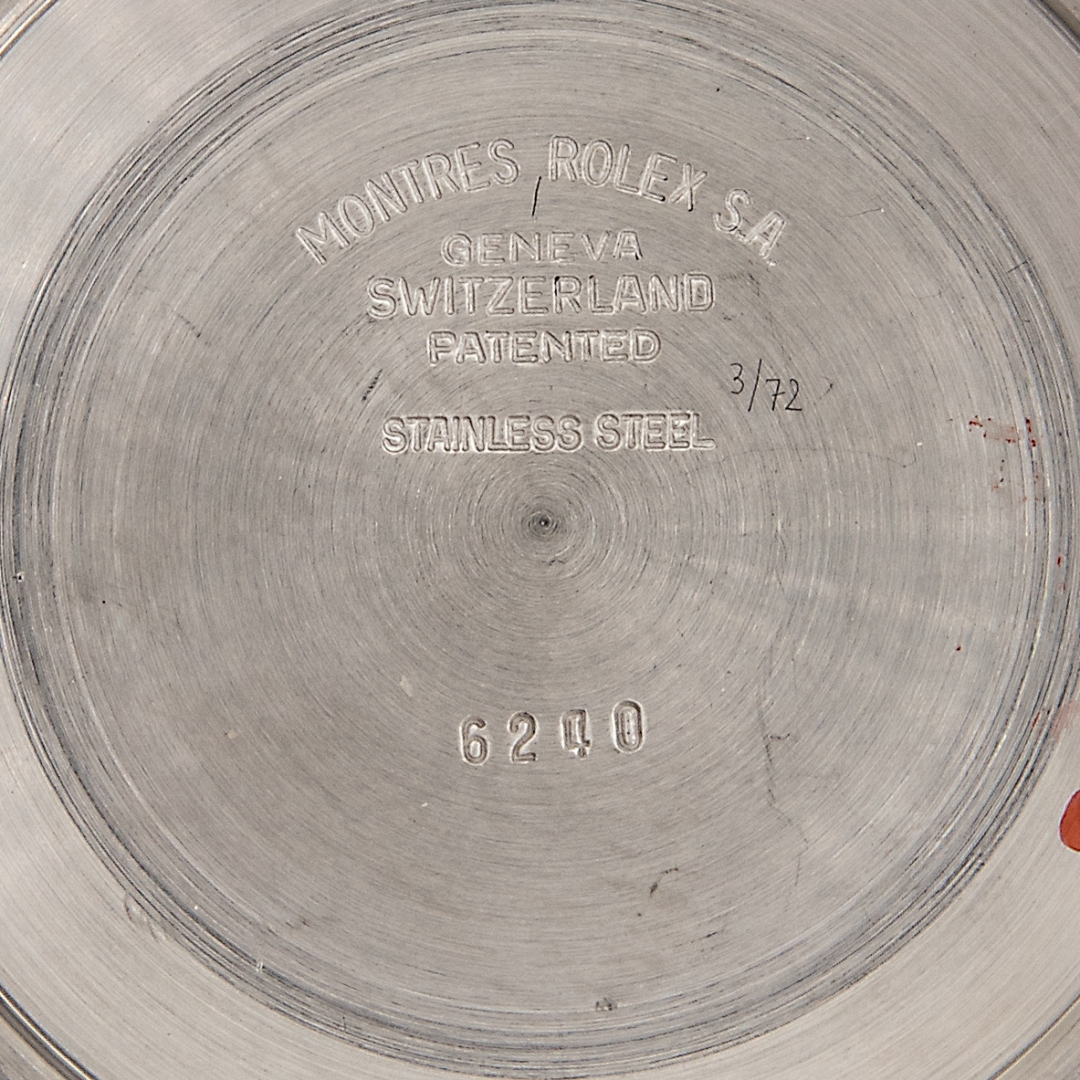 MONTRES ROLEX S.A.
GENEVA
SWITZERLAND
PATENTED
3/72
STAINLESS STEEL
6240